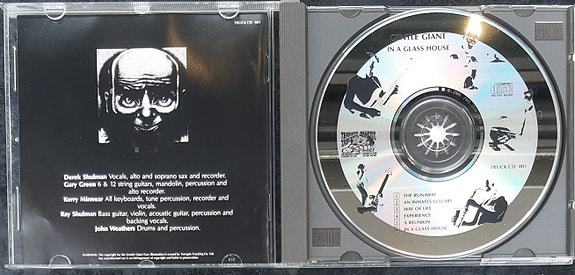 TRUCK CD 001
Derek Shulman Vocals, alto and soprano sax and recorder.
Gary Green 6 & 12 string guitars, mandolin, percussion and
alto recorder.
Kerry Minnear All keyboards, tune percussion, recorder and
vocals.
Ray Shulman Bass guitar, violin, acoustic guitar, percussion and
backing vocals.
John Weathers Drums and percussion.
GENTLE GIANT
IN A GLASS HOUSE
TRUCK CD 001
THE RUNAWAY
AN INMATES LULLABY
WAY OF LIFE
EXPERIENCE
A REUNION
IN A GLASS HOUSE